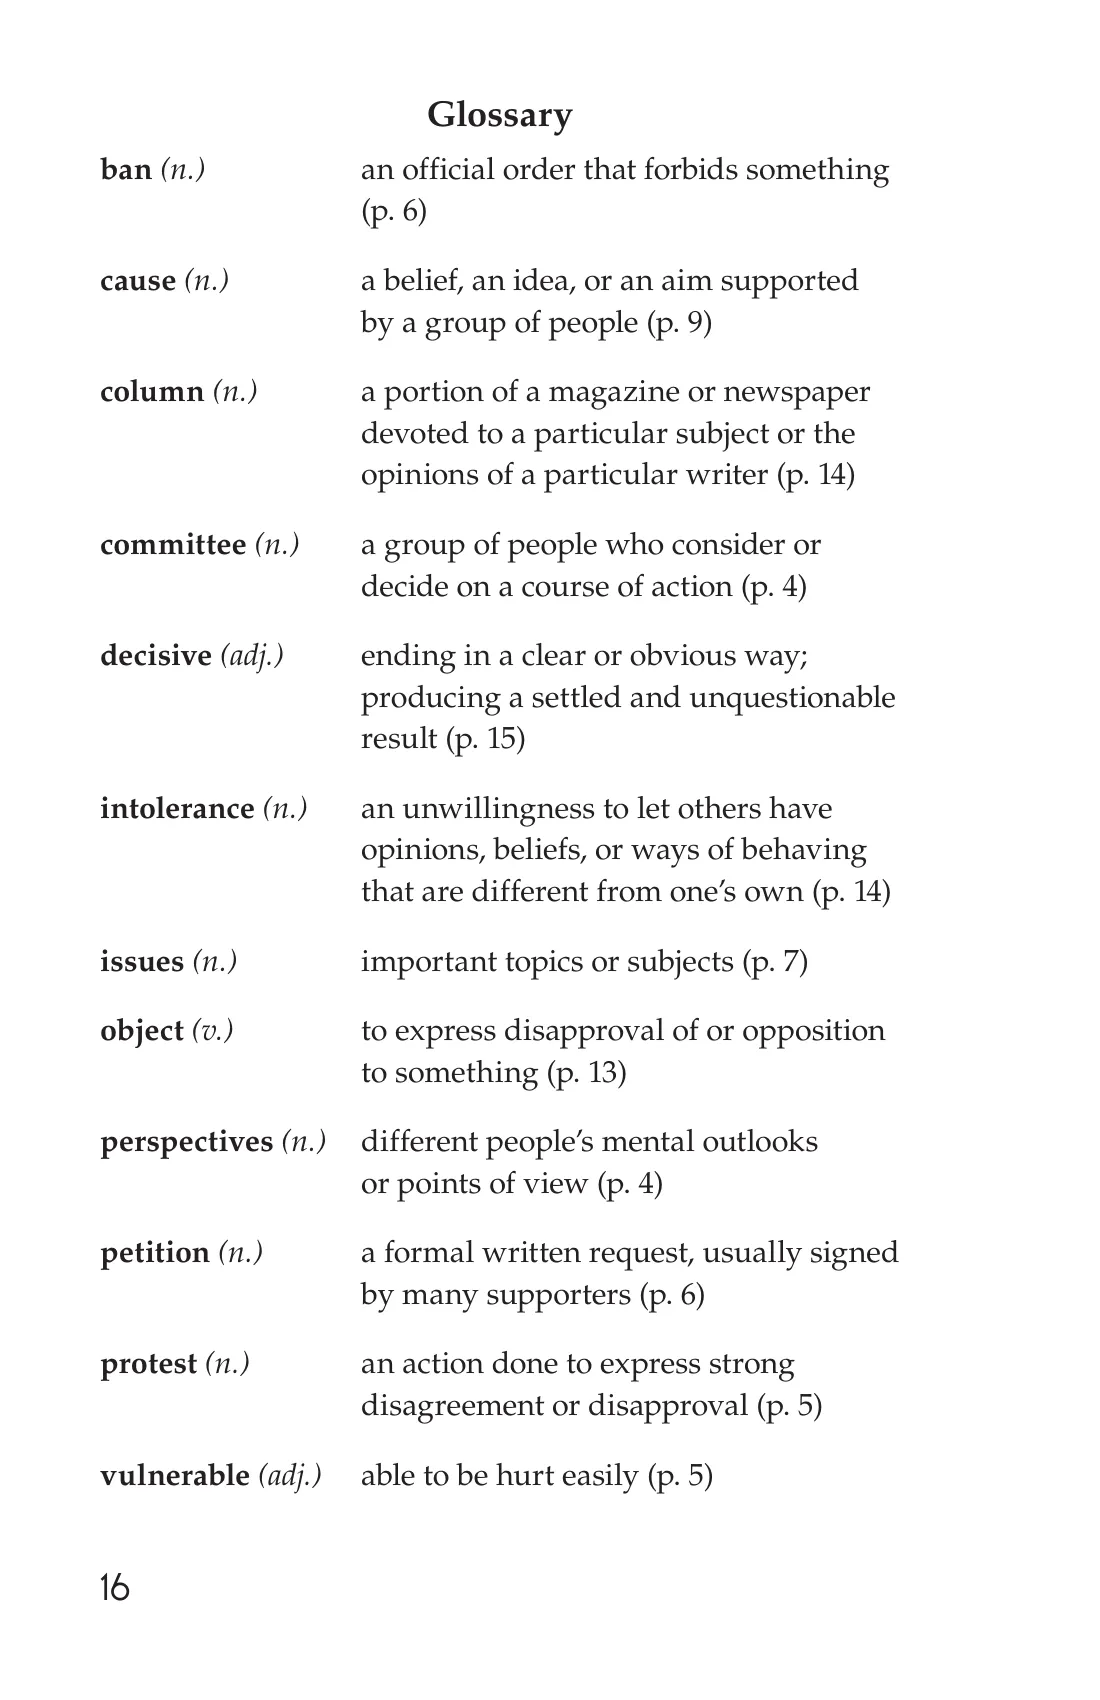 Glossary
ban (n.) an official order that forbids something
(p. 6)
cause (n.) a belief, an idea, or an aim supported
by a group of people (p. 9)
column (n.) a portion of a magazine or newspaper
devoted to a particular subject or the
opinions of a particular writer (p. 14)
committee (n.) a group of people who consider or
decide on a course of action (p. 4)
decisive (adj.) ending in a clear or obvious way;
producing a settled and unquestionable
result (p. 15)
intolerance (n.) an unwillingness to let others have
opinions, beliefs, or ways of behaving
that are different from one’s own (p. 14)
issues (n.) important topics or subjects (p. 7)
object (v.) to express disapproval of or opposition
to something (p. 13)
perspectives (n.) different people’s mental outlooks
or points of view (p. 4)
petition (n.) a formal written request, usually signed
by many supporters (p. 6)
protest (n.) an action done to express strong
disagreement or disapproval (p. 5)
vulnerable (adj.) able to be hurt easily (p. 5)
16